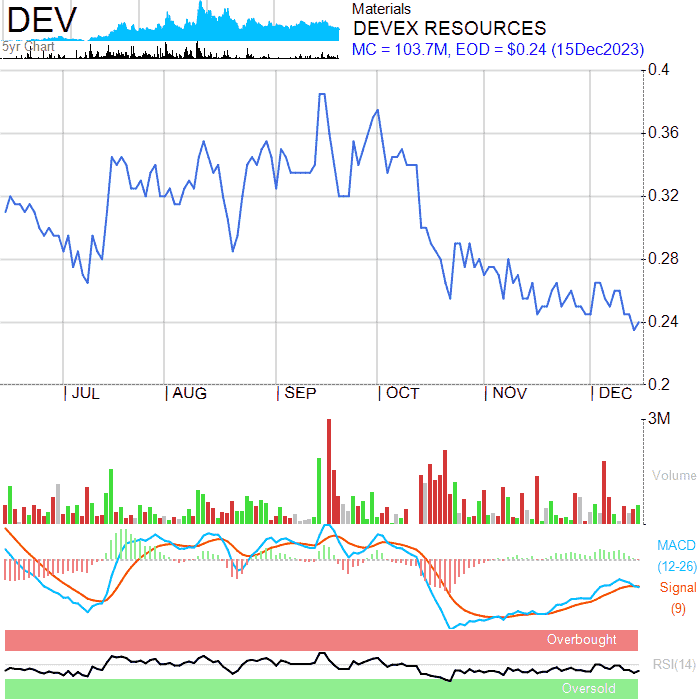 DEV
5yr Chart
Materials
DEVEX RESOURCES
MC = 103.7M, EOD = $0.24 (15Dec2023)
0.4
0.36
0.32
0.28
0.24
0.2
JUL AUG SEP OCT NOV DEC
3M
Volume
MACD
(12-26)
Signal
(9)
Overbought
RSI(14)
Oversold